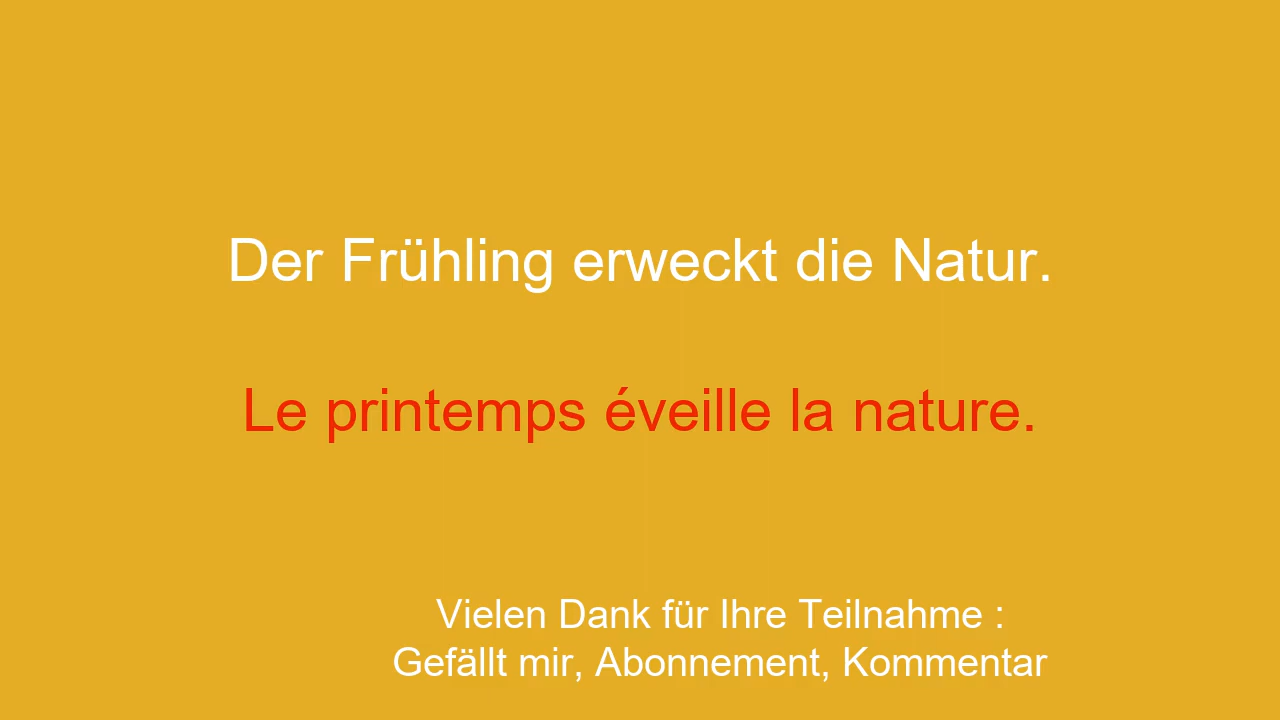 Der Frühling erweckt die Natur.
Le printemps éveille la nature.
Vielen Dank für Ihre Teilnahme :
Gefällt mir, Abonnement, Kommentar